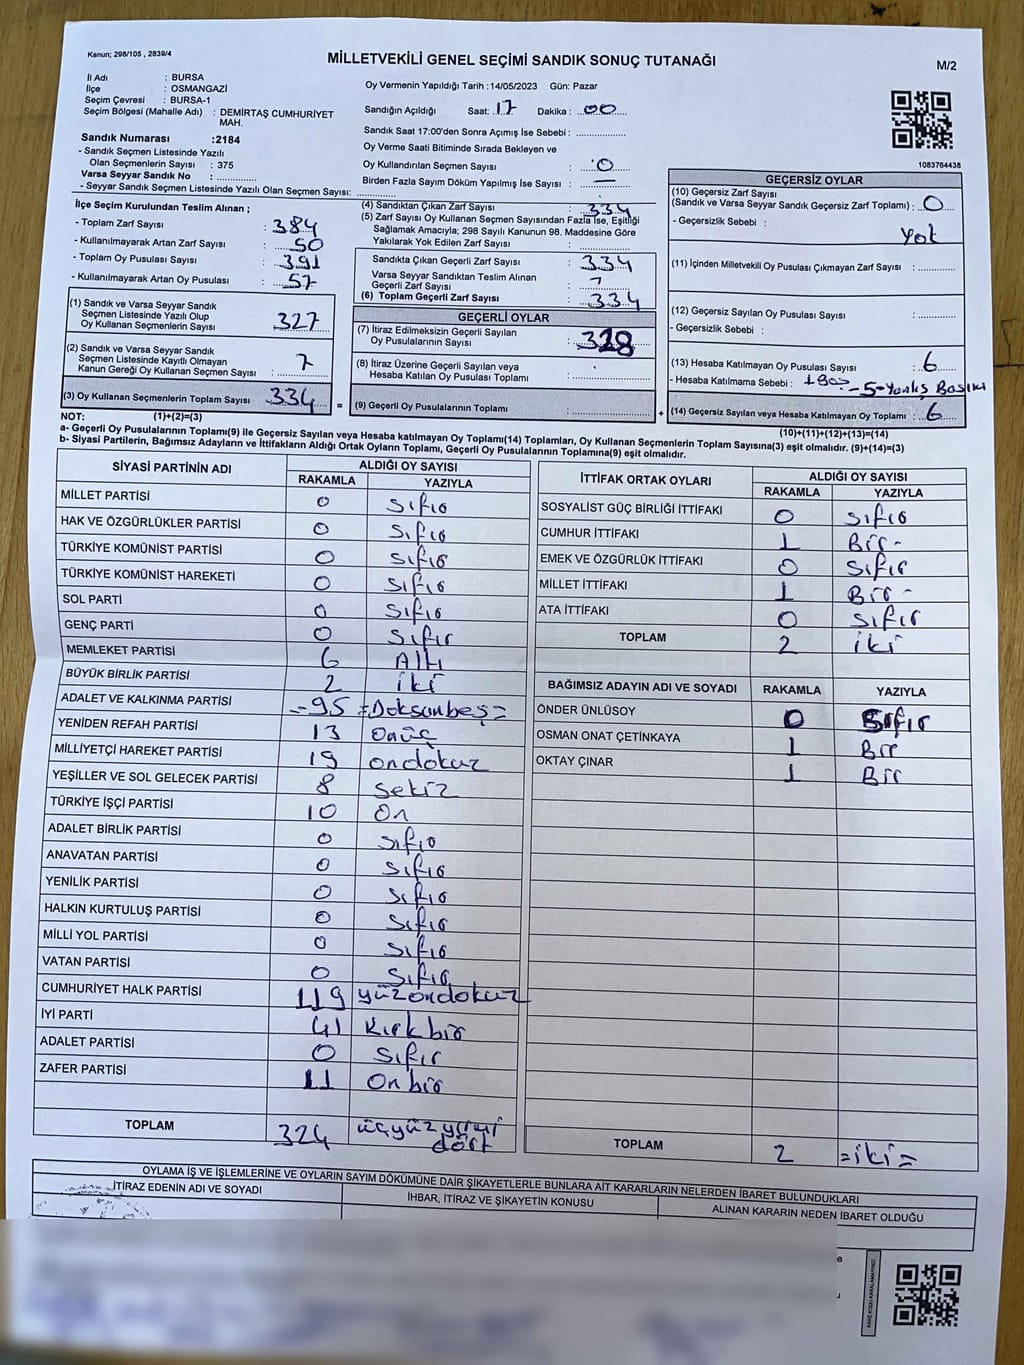 Kanun; 298/105 , 2839/4
MİLLETVEKİLİ GENEL SEÇİMİ SANDIK SONUÇ TUTANAĞI
M/2
İl Adı : BURSA
İlçe : OSMANGAZİ
Seçim Çevresi : BURSA-1
Seçim Bölgesi (Mahalle Adı) : DEMİRTAŞ CUMHURİYET
MAH.
Sandık Numarası :2184
- Sandık Seçmen Listesinde Yazılı
Olan Seçmenlerin Sayısı : 375
Varsa Seyyar Sandık No : ..................
- Seyyar Sandık Seçmen Listesinde Yazılı Olan Seçmen Sayısı: ..................
Oy Vermenin Yapıldığı Tarih :14/05/2023 Gün: Pazar
Sandığın Açıldığı Saat: 17 Dakika : 00
Sandık Saat 17:00'den Sonra Açımış İse Sebebi : ..................
Oy Verme Saati Bitiminde Sırada Bekleyen ve
Oy Kullandırılan Seçmen Sayısı : 0
Birden Fazla Sayım Döküm Yapılmış İse Sayısı : —
1083764438
İlçe Seçim Kurulundan Teslim Alınan ;
- Toplam Zarf Sayısı : 384
- Kullanılmayarak Artan Zarf Sayısı : 50
- Toplam Oy Pusulası Sayısı : 391
- Kullanılmayarak Artan Oy Pusulası : 57
(1) Sandık ve Varsa Seyyar Sandık
Seçmen Listesinde Yazılı Olup
Oy Kullanan Seçmenlerin Sayısı 327
(2) Sandık ve Varsa Seyyar Sandık
Seçmen Listesinde Kayıtlı Olmayan
Kanun Gereği Oy Kullanan Seçmen Sayısı : 7
(3) Oy Kullanan Seçmenlerin Toplam Sayısı 334
(4) Sandıktan Çıkan Zarf Sayısı : 334
(5) Zarf Sayısı Oy Kullanan Seçmen Sayısından Fazla İse, Eşitliği
Sağlamak Amacıyla; 298 Sayılı Kanunun 98. Maddesine Göre
Yakılarak Yok Edilen Zarf Sayısı : ..................
Sandıkta Çıkan Geçerli Zarf Sayısı : 334
Varsa Seyyar Sandıktan Teslim Alınan
Geçerli Zarf Sayısı :
(6) Toplam Geçerli Zarf Sayısı : 334
GEÇERLİ OYLAR
(7) İtiraz Edilmeksizin Geçerli Sayılan
Oy Pusulalarının Sayısı : 328
(8) İtiraz Üzerine Geçerli Sayılan veya
Hesaba Katılan Oy Pusulası Toplamı : ..................
= (9) Geçerli Oy Pusulalarının Toplamı : .................. +
GEÇERSİZ OYLAR
(10) Geçersiz Zarf Sayısı
(Sandık ve Varsa Seyyar Sandık Geçersiz Zarf Toplamı) : 0
- Geçersizlik Sebebi : Yok
(11) İçinden Milletvekili Oy Pusulası Çıkmayan Zarf Sayısı : ............
(12) Geçersiz Sayılan Oy Pusulası Sayısı : ............
- Geçersizlik Sebebi :
(13) Hesaba Katılmayan Oy Pusulası Sayısı : 6
- Hesaba Katılmama Sebebi : 1 Boş - 5 - Yanlış Baskı
(14) Geçersiz Sayılan veya Hesaba Katılmayan Oy Toplamı : 6
NOT: (1)+(2)=(3)
(10)+(11)+(12)+(13)=(14)
a- Geçerli Oy Pusulalarının Toplamı(9) ile Geçersiz Sayılan veya Hesaba katılmayan Oy Toplamı(14) Toplamları, Oy Kullanan Seçmenlerin Toplam Sayısına(3) eşit olmalıdır. (9)+(14)=(3)
b- Siyasi Partilerin, Bağımsız Adayların ve İttifakların Aldığı Ortak Oyların Toplamı, Geçerli Oy Pusulalarının Toplamına(9) eşit olmalıdır.
SİYASİ PARTİNİN ADI ALDIĞI OY SAYISI
RAKAMLA YAZIYLA
MİLLET PARTİSİ 0 sıfır
HAK VE ÖZGÜRLÜKLER PARTİSİ 0 sıfır
TÜRKİYE KOMÜNİST PARTİSİ 0 sıfır
TÜRKİYE KOMÜNİST HAREKETİ 0 sıfır
SOL PARTİ 0 sıfır
GENÇ PARTİ 0 sıfır
MEMLEKET PARTİSİ 6 Altı
BÜYÜK BİRLİK PARTİSİ 2 iki
ADALET VE KALKINMA PARTİSİ =95 =Doksanbeş=
YENİDEN REFAH PARTİSİ 13 onüç
MİLLİYETÇİ HAREKET PARTİSİ 19 ondokuz
YEŞİLLER VE SOL GELECEK PARTİSİ 8 sekiz
TÜRKİYE İŞÇİ PARTİSİ 10 on
ADALET BİRLİK PARTİSİ 0 sıfır
ANAVATAN PARTİSİ 0 sıfır
YENİLİK PARTİSİ 0 sıfır
HALKIN KURTULUŞ PARTİSİ 0 sıfır
MİLLİ YOL PARTİSİ 0 sıfır
VATAN PARTİSİ 0 sıfır
CUMHURİYET HALK PARTİSİ 119 yüzondokuz
İYİ PARTİ 41 kırkbir
ADALET PARTİSİ 0 sıfır
ZAFER PARTİSİ 11 onbir
TOPLAM 324 üçyüzyirmi
dört
İTTİFAK ORTAK OYLARI ALDIĞI OY SAYISI
RAKAMLA YAZIYLA
SOSYALİST GÜÇ BİRLİĞİ İTTİFAKI 0 sıfır
CUMHUR İTTİFAKI 1 Bir-
EMEK VE ÖZGÜRLÜK İTTİFAKI 0 sıfır
MİLLET İTTİFAKI 1 Bir-
ATA İTTİFAKI 0 sıfır
TOPLAM 2 iki
BAĞIMSIZ ADAYIN ADI VE SOYADI RAKAMLA YAZIYLA
ÖNDER ÜNLÜSOY 0 Sıfır
OSMAN ONAT ÇETİNKAYA 1 Bir
OKTAY ÇINAR 1 Bir
TOPLAM 2 =iki=
OYLAMA İŞ VE İŞLEMLERİNE VE OYLARIN SAYIM DÖKÜMÜNE DAİR ŞİKAYETLERLE BUNLARA AİT KARARLARIN NELERDEN İBARET BULUNDUKLARI
İTİRAZ EDENİN ADI VE SOYADI İHBAR, İTİRAZ VE ŞİKAYETİN KONUSU ALINAN KARARIN NEDEN İBARET OLDUĞU